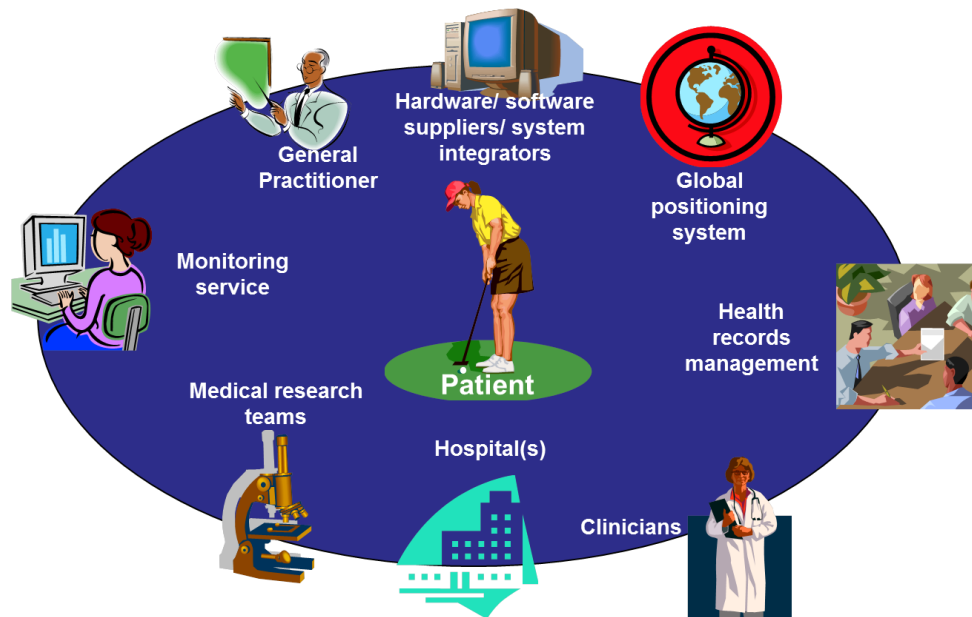 Hardware/ software
suppliers/ system
integrators
General
Practitioner
Global
positioning
system
Monitoring
service
Health
records
management
Patient
Medical research
teams
Hospital(s)
Clinicians